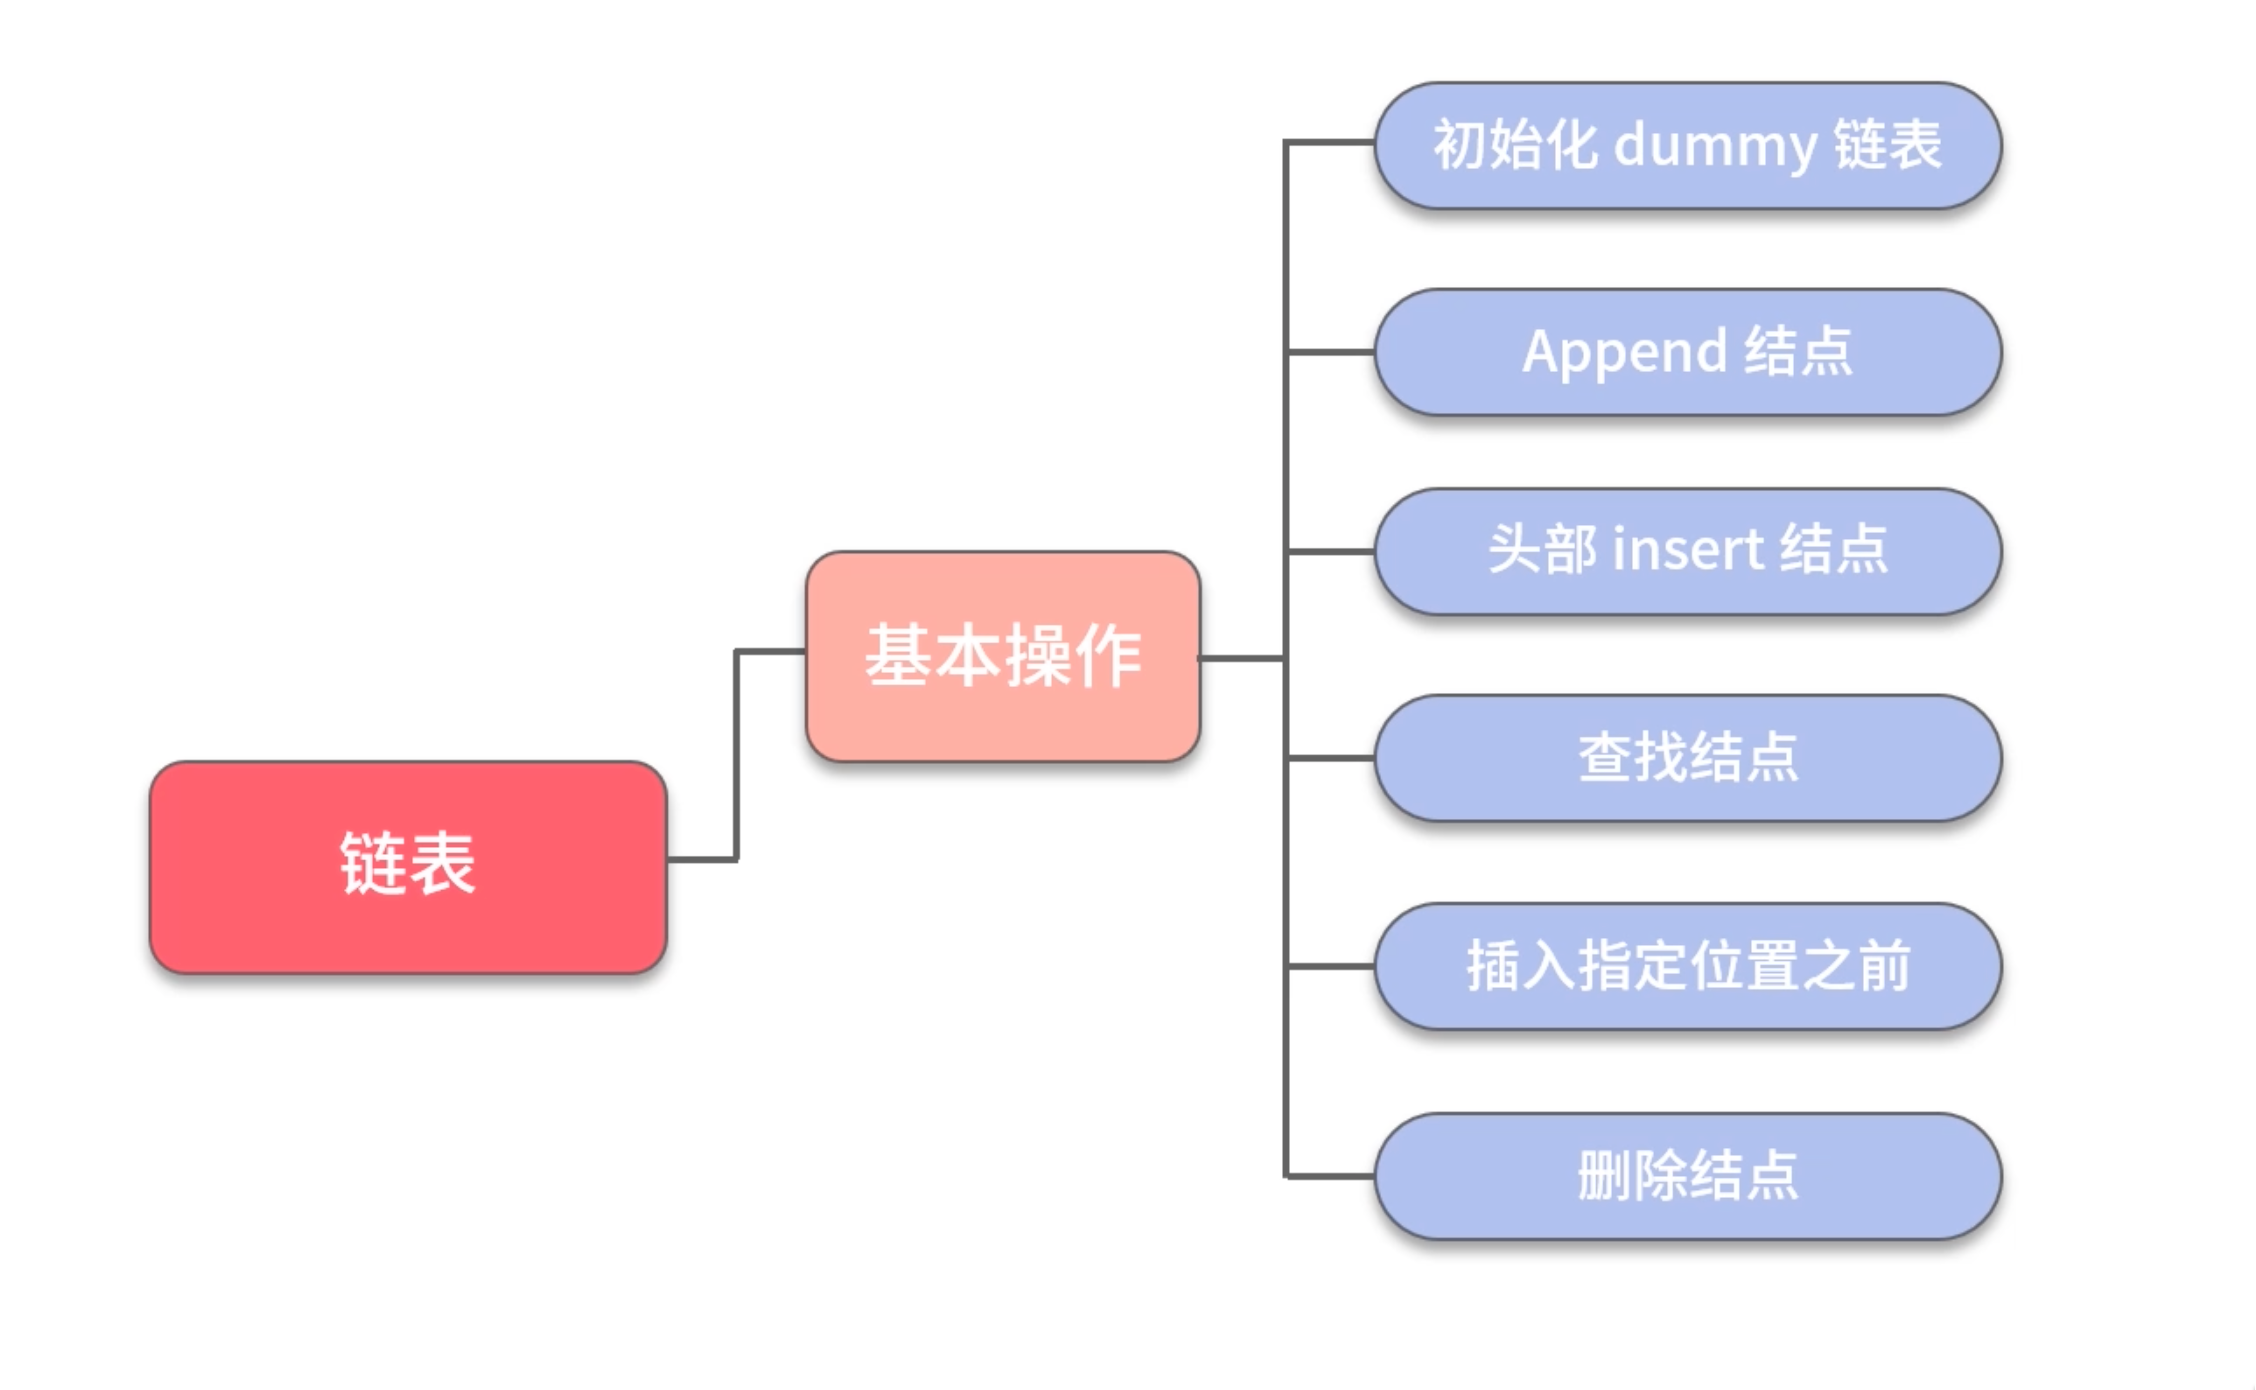 链表
基本操作
初始化 dummy 链表
Append 结点
头部 insert 结点
查找结点
插入指定位置之前
删除结点